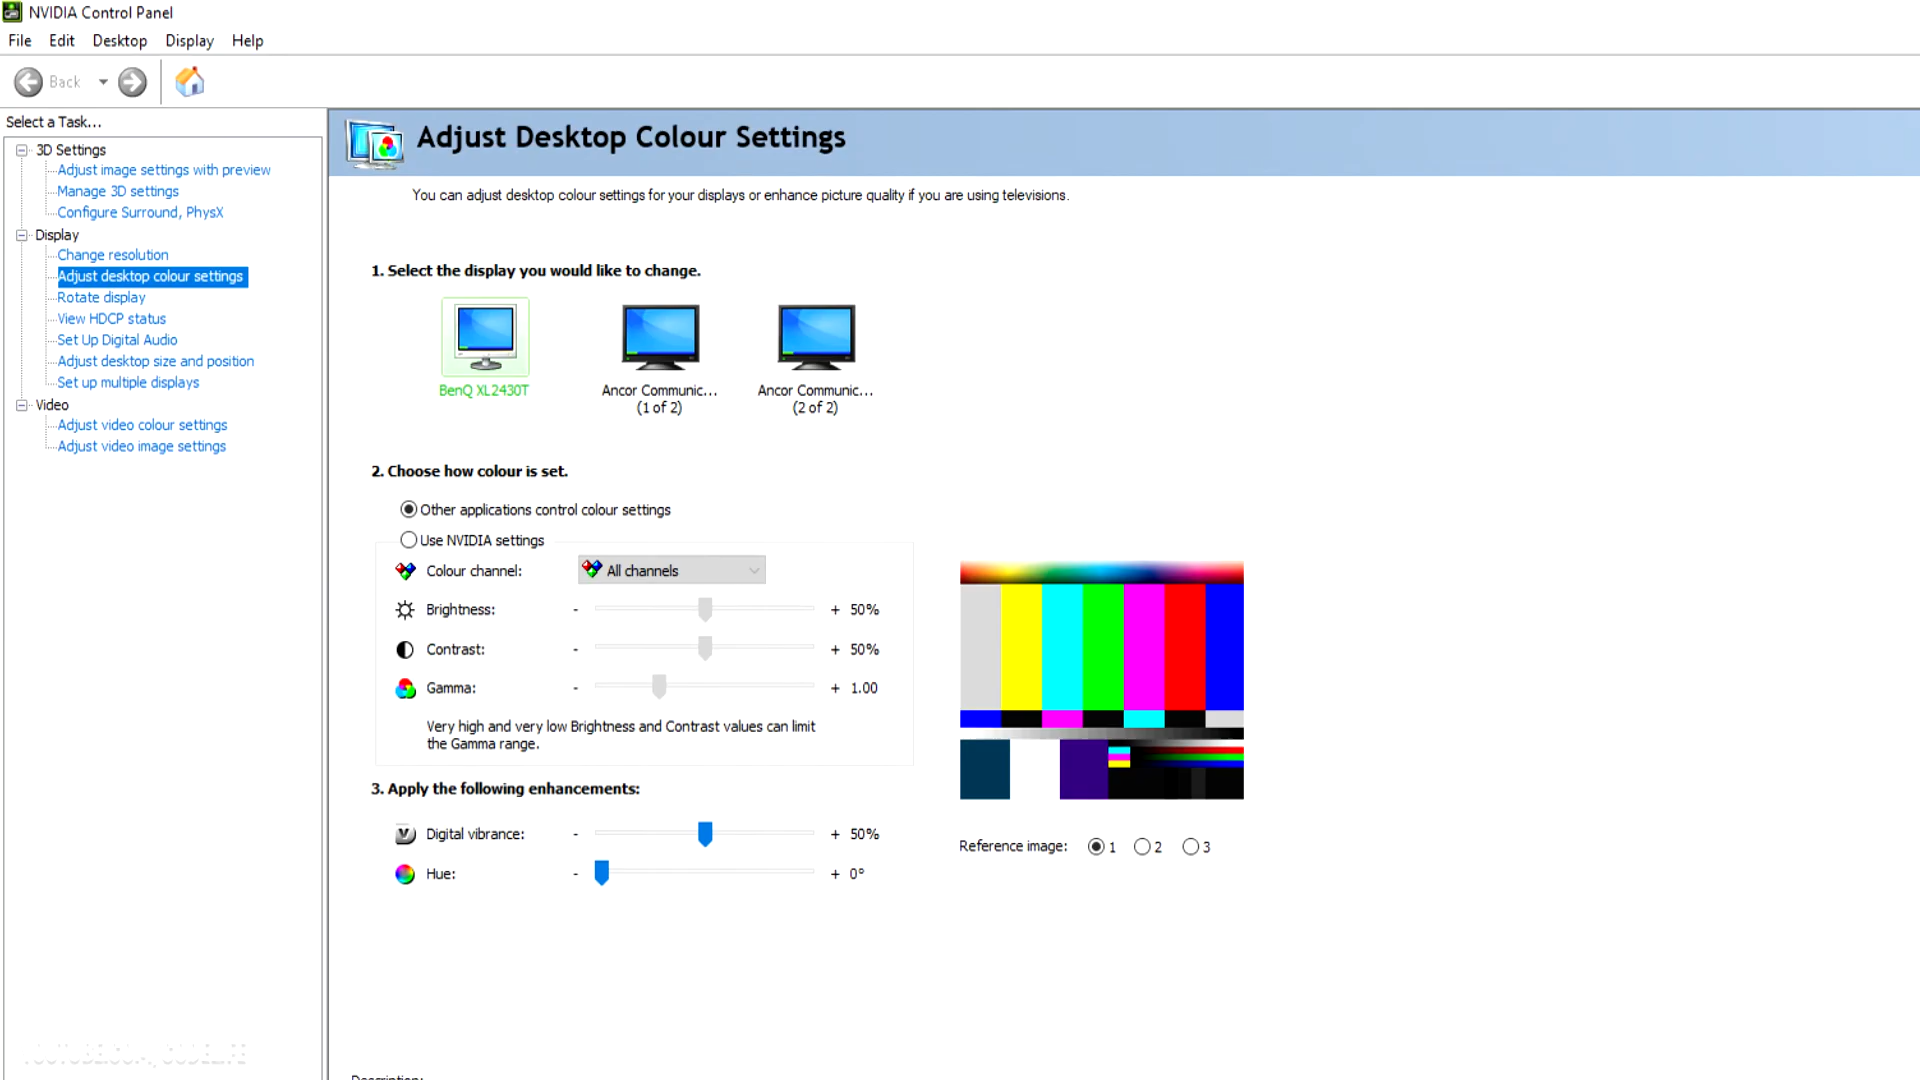 NVIDIA Control Panel
File Edit Desktop Display Help
Back
Select a Task...
3D Settings
Adjust image settings with preview
Manage 3D settings
Configure Surround, PhysX
Display
Change resolution
Adjust desktop colour settings
Rotate display
View HDCP status
Set Up Digital Audio
Adjust desktop size and position
Set up multiple displays
Video
Adjust video colour settings
Adjust video image settings
Adjust Desktop Colour Settings
You can adjust desktop colour settings for your displays or enhance picture quality if you are using televisions.
1. Select the display you would like to change.
BenQ XL2430T
Ancor Communic...
(1 of 2)
Ancor Communic...
(2 of 2)
2. Choose how colour is set.
Other applications control colour settings
Use NVIDIA settings
Colour channel: All channels
Brightness: - + 50%
Contrast: - + 50%
Gamma: - + 1.00
Very high and very low Brightness and Contrast values can limit
the Gamma range.
3. Apply the following enhancements:
Digital vibrance: - + 50%
Hue: - + 0°
Reference image: 1 2 3
Description: